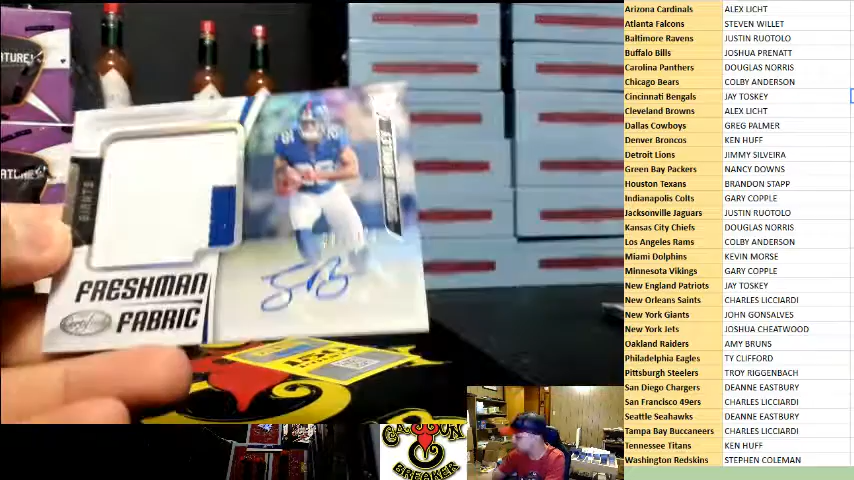 GIANTS
FRESHMAN
FABRIC
CAJUN
BREAKER
Arizona Cardinals ALEX LICHT
Atlanta Falcons STEVEN WILLET
Baltimore Ravens JUSTIN RUOTOLO
Buffalo Bills JOSHUA PRENATT
Carolina Panthers DOUGLAS NORRIS
Chicago Bears COLBY ANDERSON
Cincinnati Bengals JAY TOSKEY
Cleveland Browns ALEX LICHT
Dallas Cowboys GREG PALMER
Denver Broncos KEN HUFF
Detroit Lions JIMMY SILVEIRA
Green Bay Packers NANCY DOWNS
Houston Texans BRANDON STAPP
Indianapolis Colts GARY COPPLE
Jacksonville Jaguars JUSTIN RUOTOLO
Kansas City Chiefs DOUGLAS NORRIS
Los Angeles Rams COLBY ANDERSON
Miami Dolphins KEVIN MORSE
Minnesota Vikings GARY COPPLE
New England Patriots JAY TOSKEY
New Orleans Saints CHARLES LICCIARDI
New York Giants JOHN GONSALVES
New York Jets JOSHUA CHEATWOOD
Oakland Raiders AMY BRUNS
Philadelphia Eagles TY CLIFFORD
Pittsburgh Steelers TROY RIGGENBACH
San Diego Chargers DEANNE EASTBURY
San Francisco 49ers CHARLES LICCIARDI
Seattle Seahawks DEANNE EASTBURY
Tampa Bay Buccaneers CHARLES LICCIARDI
Tennessee Titans KEN HUFF
Washington Redskins STEPHEN COLEMAN